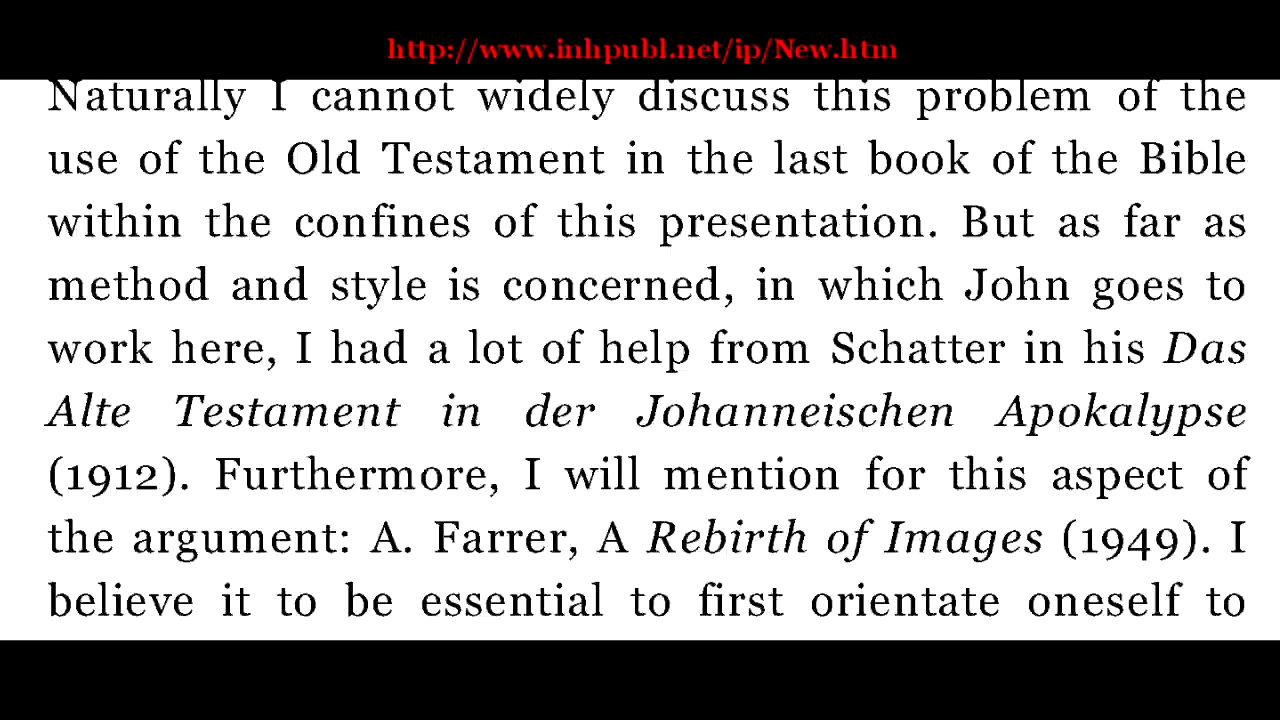 http://www.inhpubl.net/ip/New.htm
Naturally I cannot widely discuss this problem of the
use of the Old Testament in the last book of the Bible
within the confines of this presentation. But as far as
method and style is concerned, in which John goes to
work here, I had a lot of help from Schatter in his Das
Alte Testament in der Johanneischen Apokalypse
(1912). Furthermore, I will mention for this aspect of
the argument: A. Farrer, A Rebirth of Images (1949). I
believe it to be essential to first orientate oneself to